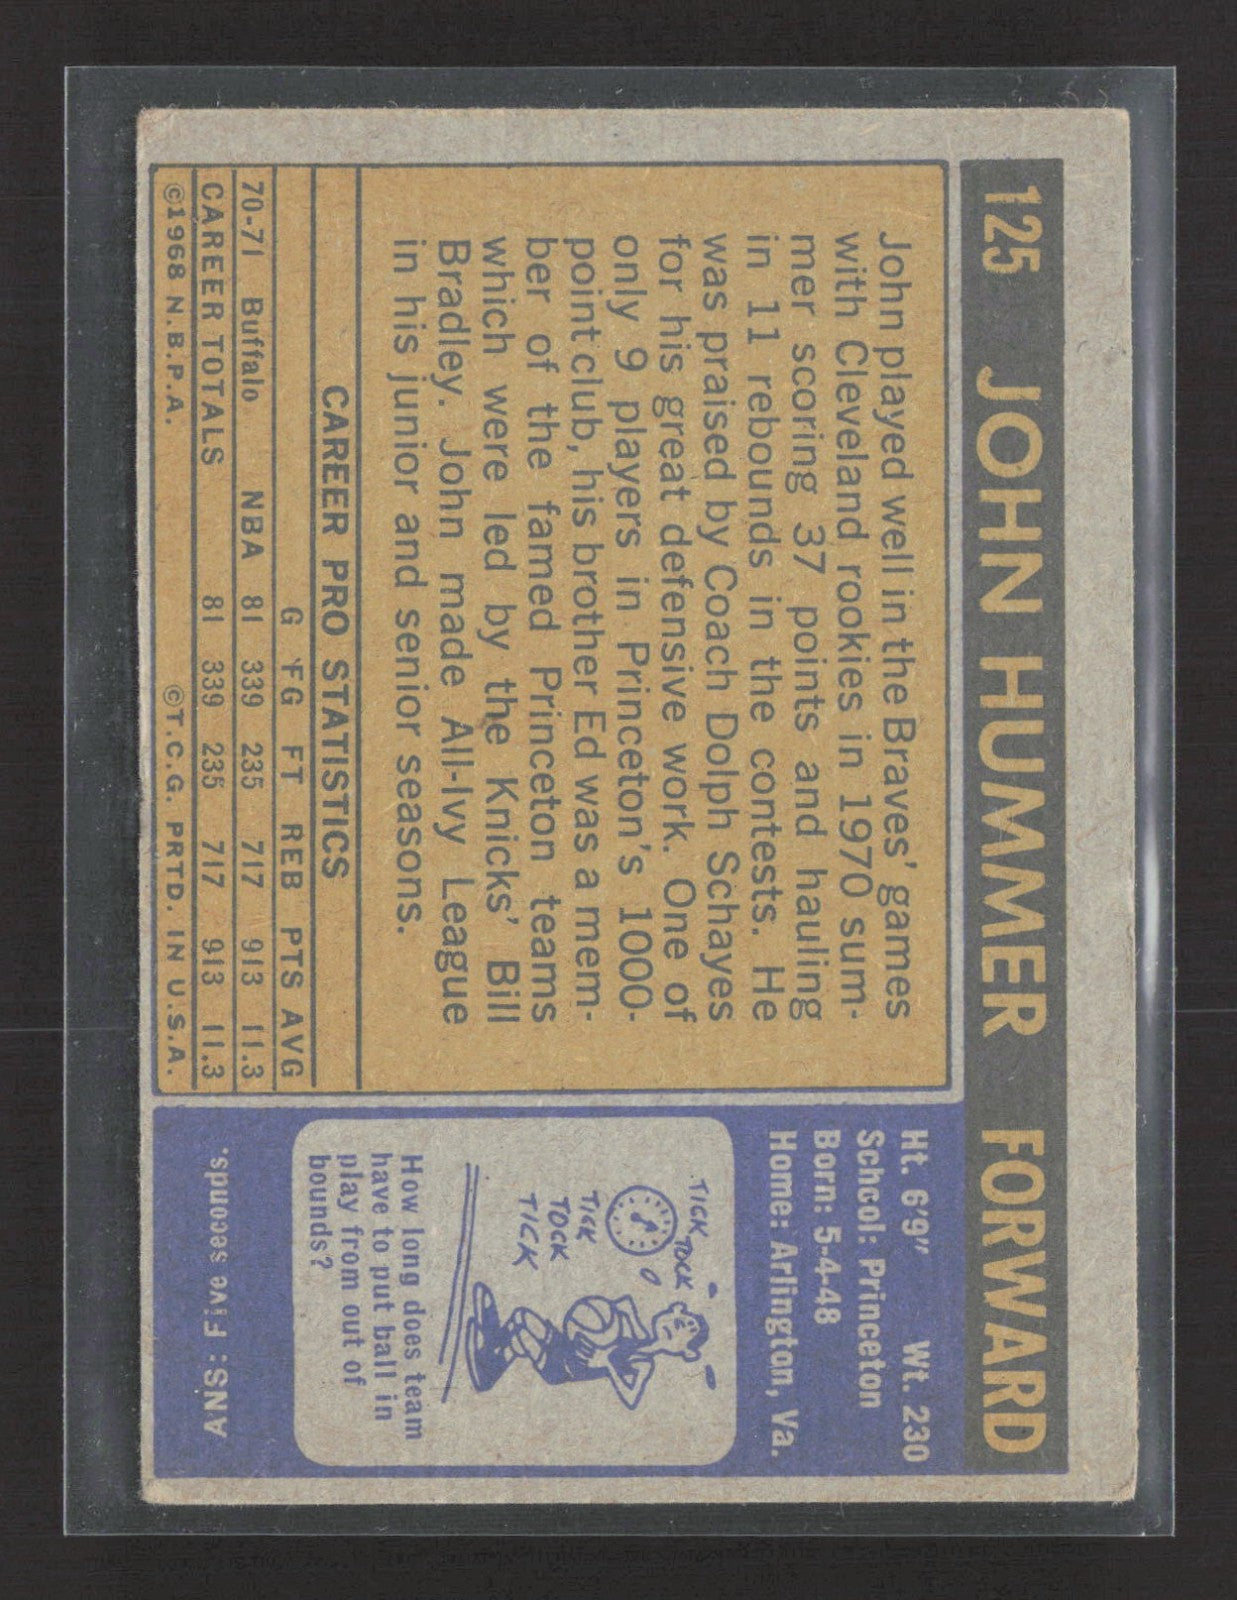 125 JOHN HUMMER FORWARD
John played well in the Braves' games
with Cleveland rookies in 1970 sum-
mer scoring 37 points and hauling
in 11 rebounds in the contests. He
was praised by Coach Dolph Schayes
for his great defensive work. One of
only 9 players in Princeton's 1000-
point club, his brother Ed was a mem-
ber of the famed Princeton teams
which were led by the Knicks' Bill
Bradley. John made All-Ivy League
in his junior and senior seasons.
CAREER PRO STATISTICS
G FG FT REB PTS AVG
70-71 Buffalo NBA 81 339 235 717 913 11.3
CAREER TOTALS 81 339 235 717 913 11.3
©1968 N.B.P.A. ©T.C.G. PRTD. IN U.S.A.
Ht. 6'9" Wt. 230
School: Princeton
Born: 5-4-48
Home: Arlington, Va.
TICK TOCK
TICK
TOCK
TICK
How long does team
have to put ball in
play from out of
bounds?
ANS: Five seconds.